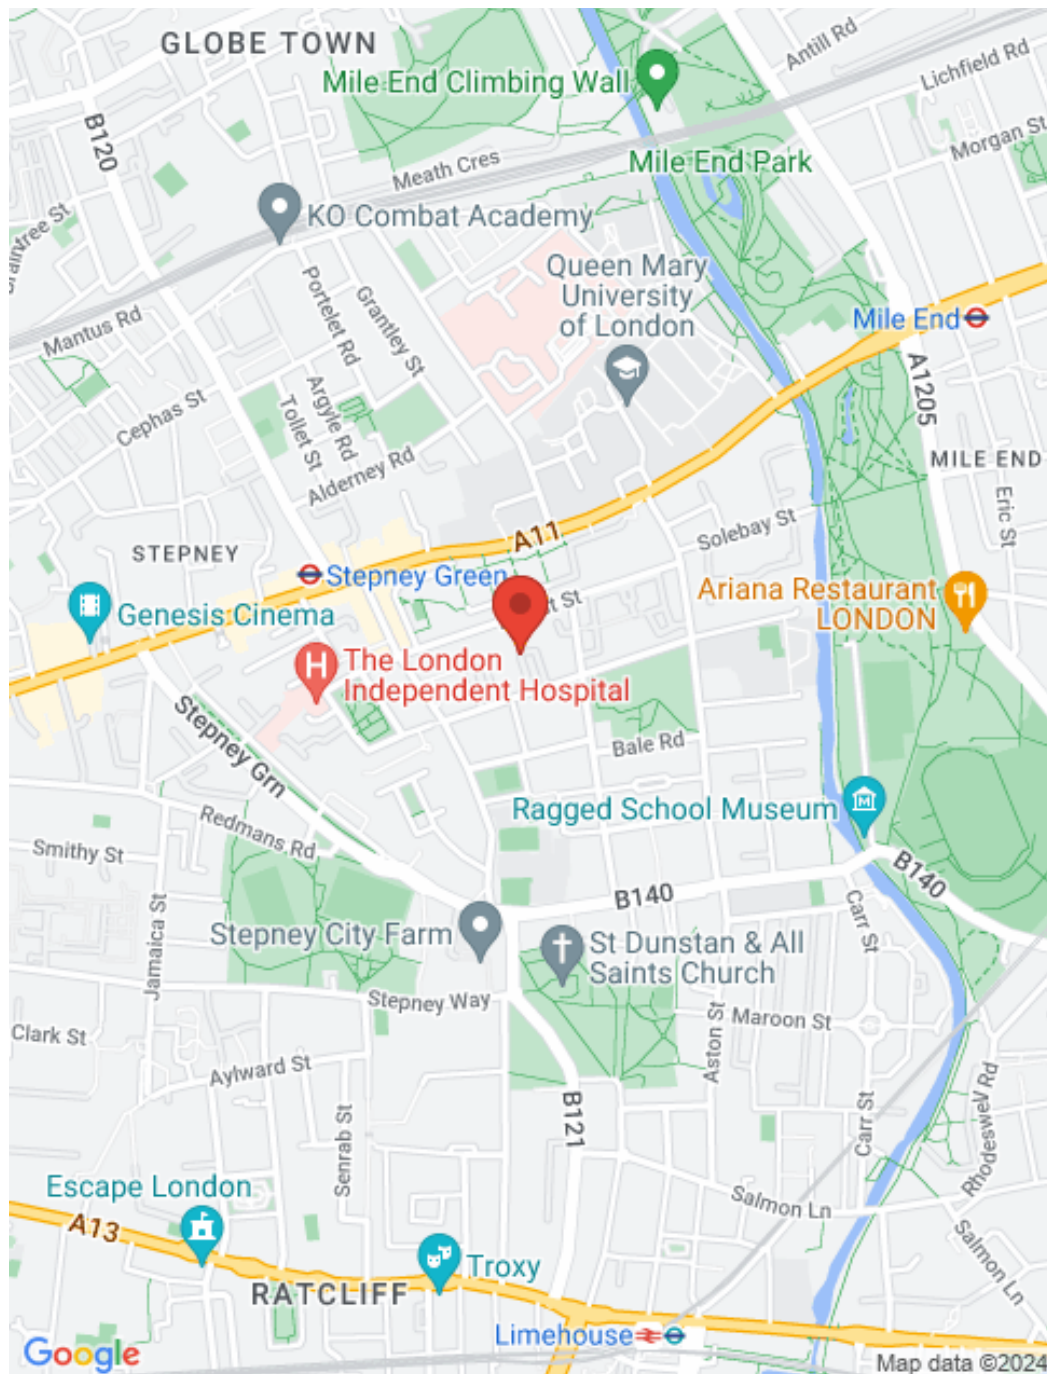 GLOBE TOWN
Antill Rd
Lichfield Rd
Mile End Climbing Wall
B120
Morgan St
Meath Cres
Mile End Park
KO Combat Academy
Queen Mary
University
of London
Portelet Rd
Grantley St
Mantus Rd
Mile End
A1205
Cephas St
Argyle Rd
Tollet St
Alderney Rd
MILE END
Eric St
Solebay St
A11
STEPNEY
Stepney Green
Ariana Restaurant
LONDON
Genesis Cinema
St
The London
Independent Hospital
Stepney Grn
Bale Rd
Ragged School Museum
Redmans Rd
Smithy St
B140
B140
Jamaica St
Carr St
Stepney City Farm
St Dunstan & All
Saints Church
Stepney Way
Maroon St
Aston St
Clark St
Aylward St
B121
Senrab St
Carr St
Rhodeswell Rd
Escape London
Salmon Ln
A13
Salmon Ln
Troxy
RATCLIFF
Limehouse
Google
Map data ©2024